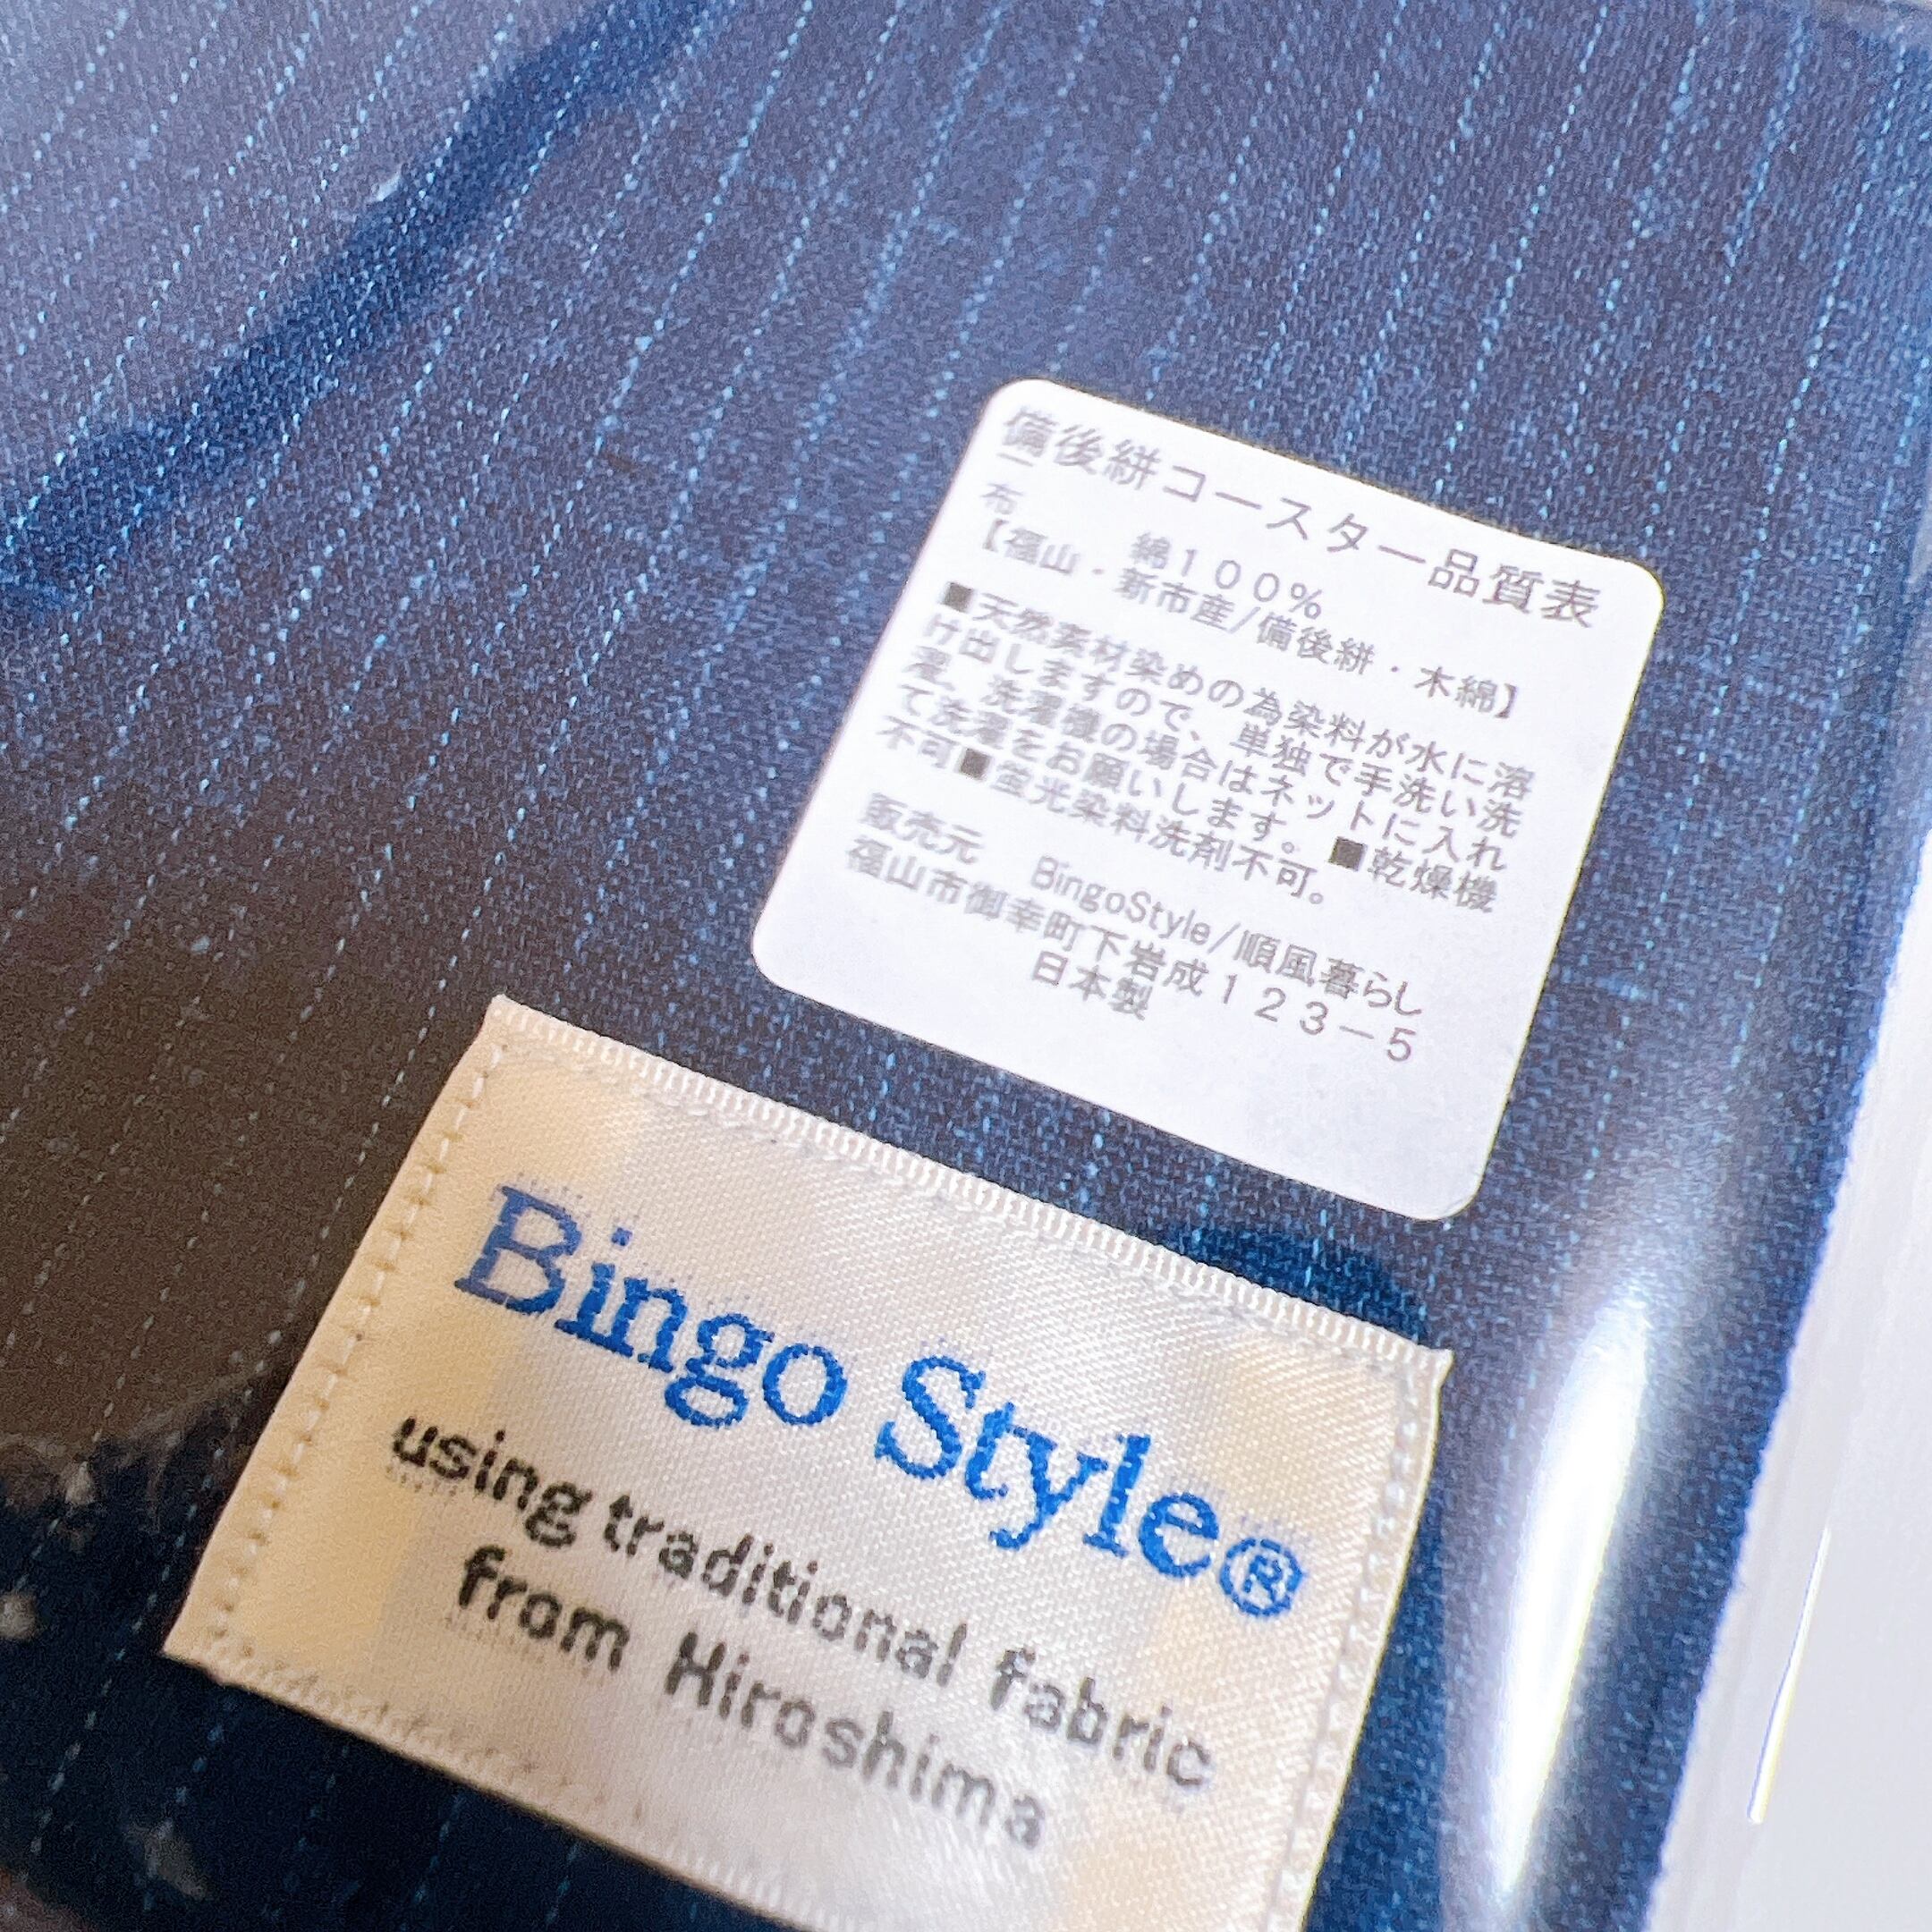 備後絣コースター品質表
布　　綿１００％
【福山・新市産/備後絣・木綿】
■天然素材染めの為染料が水に溶
け出しますので、単独で手洗い洗
濯、洗濯機の場合はネットに入れ
て洗濯をお願いします。■乾燥機
不可■蛍光染料洗剤不可。
販売元　BingoStyle/順風暮らし
福山市御幸町下岩成１２３－５
日本製
Bingo Style®
using traditional fabric
from Hiroshima